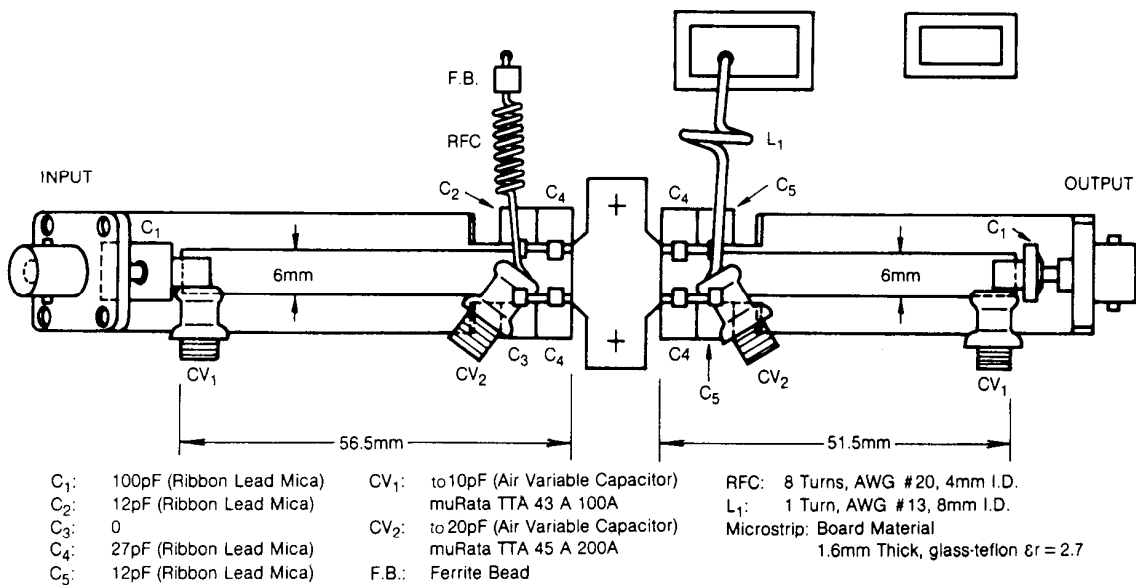 F.B.
RFC
L₁
INPUT
C₂
C₄
C₄
C₅
OUTPUT
C₁
C₁
6mm
6mm
CV₁
CV₂
C₃
C₄
C₄
C₅
CV₂
CV₁
56.5mm
51.5mm
C₁: 100pF (Ribbon Lead Mica)
C₂: 12pF (Ribbon Lead Mica)
C₃: 0
C₄: 27pF (Ribbon Lead Mica)
C₅: 12pF (Ribbon Lead Mica)
CV₁: to 10pF (Air Variable Capacitor)
muRata TTA 43 A 100A
CV₂: to 20pF (Air Variable Capacitor)
muRata TTA 45 A 200A
F.B.: Ferrite Bead
RFC: 8 Turns, AWG #20, 4mm I.D.
L₁: 1 Turn, AWG #13, 8mm I.D.
Microstrip: Board Material
1.6mm Thick, glass-teflon εr = 2.7